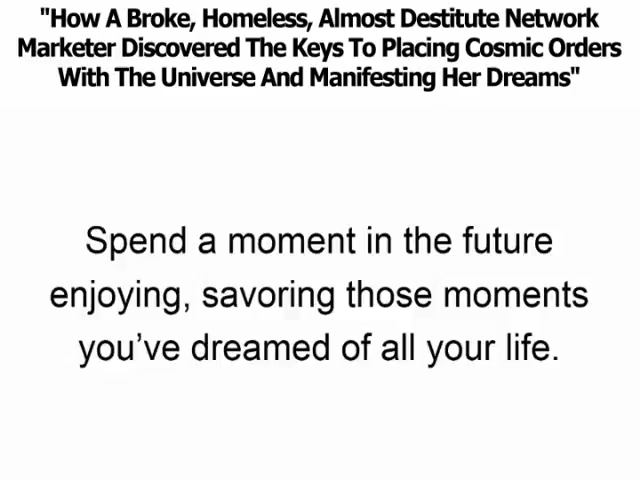 "How A Broke, Homeless, Almost Destitute Network
Marketer Discovered The Keys To Placing Cosmic Orders
With The Universe And Manifesting Her Dreams"
Spend a moment in the future
enjoying, savoring those moments
you've dreamed of all your life.